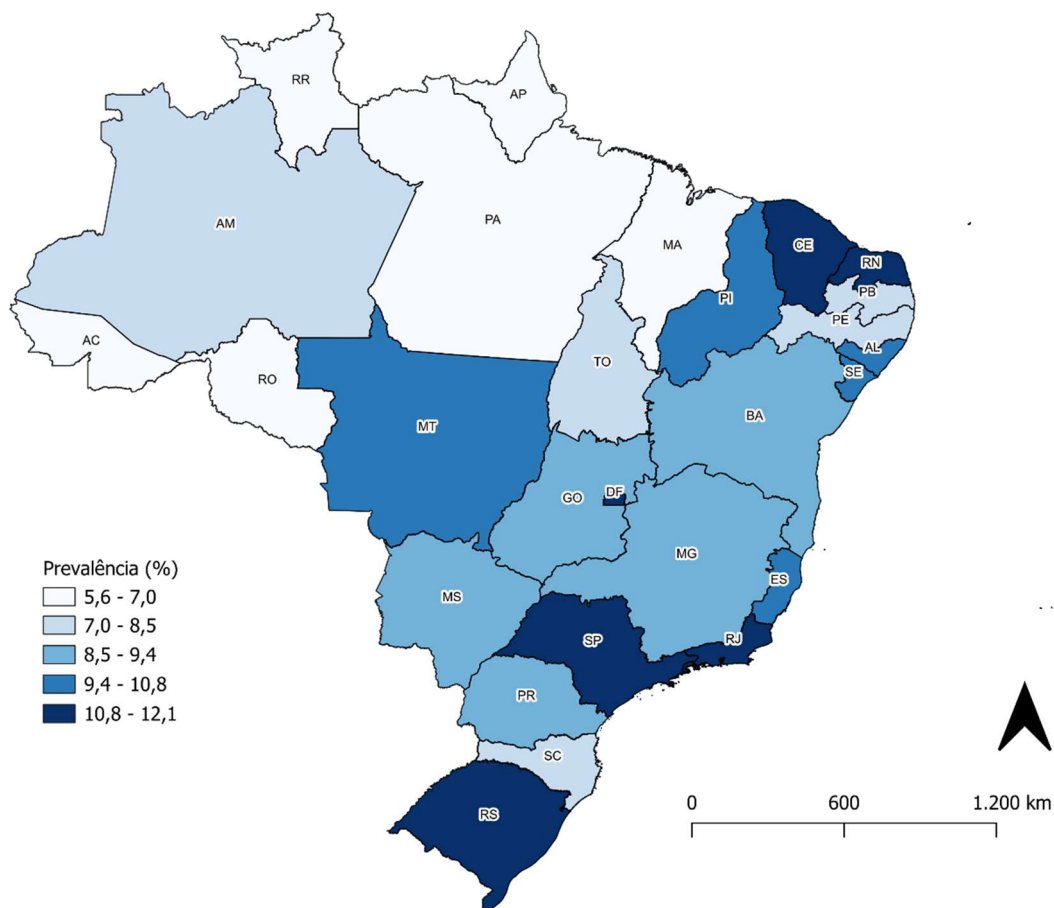 RR
AP
AM
PA
MA
CE
RN
PI
PB
PE
AC
TO
AL
SE
RO
BA
MT
DF
GO
MG
ES
MS
SP
RJ
PR
SC
RS
Prevalência (%)
5,6 - 7,0
7,0 - 8,5
8,5 - 9,4
9,4 - 10,8
10,8 - 12,1
0 600 1.200 km